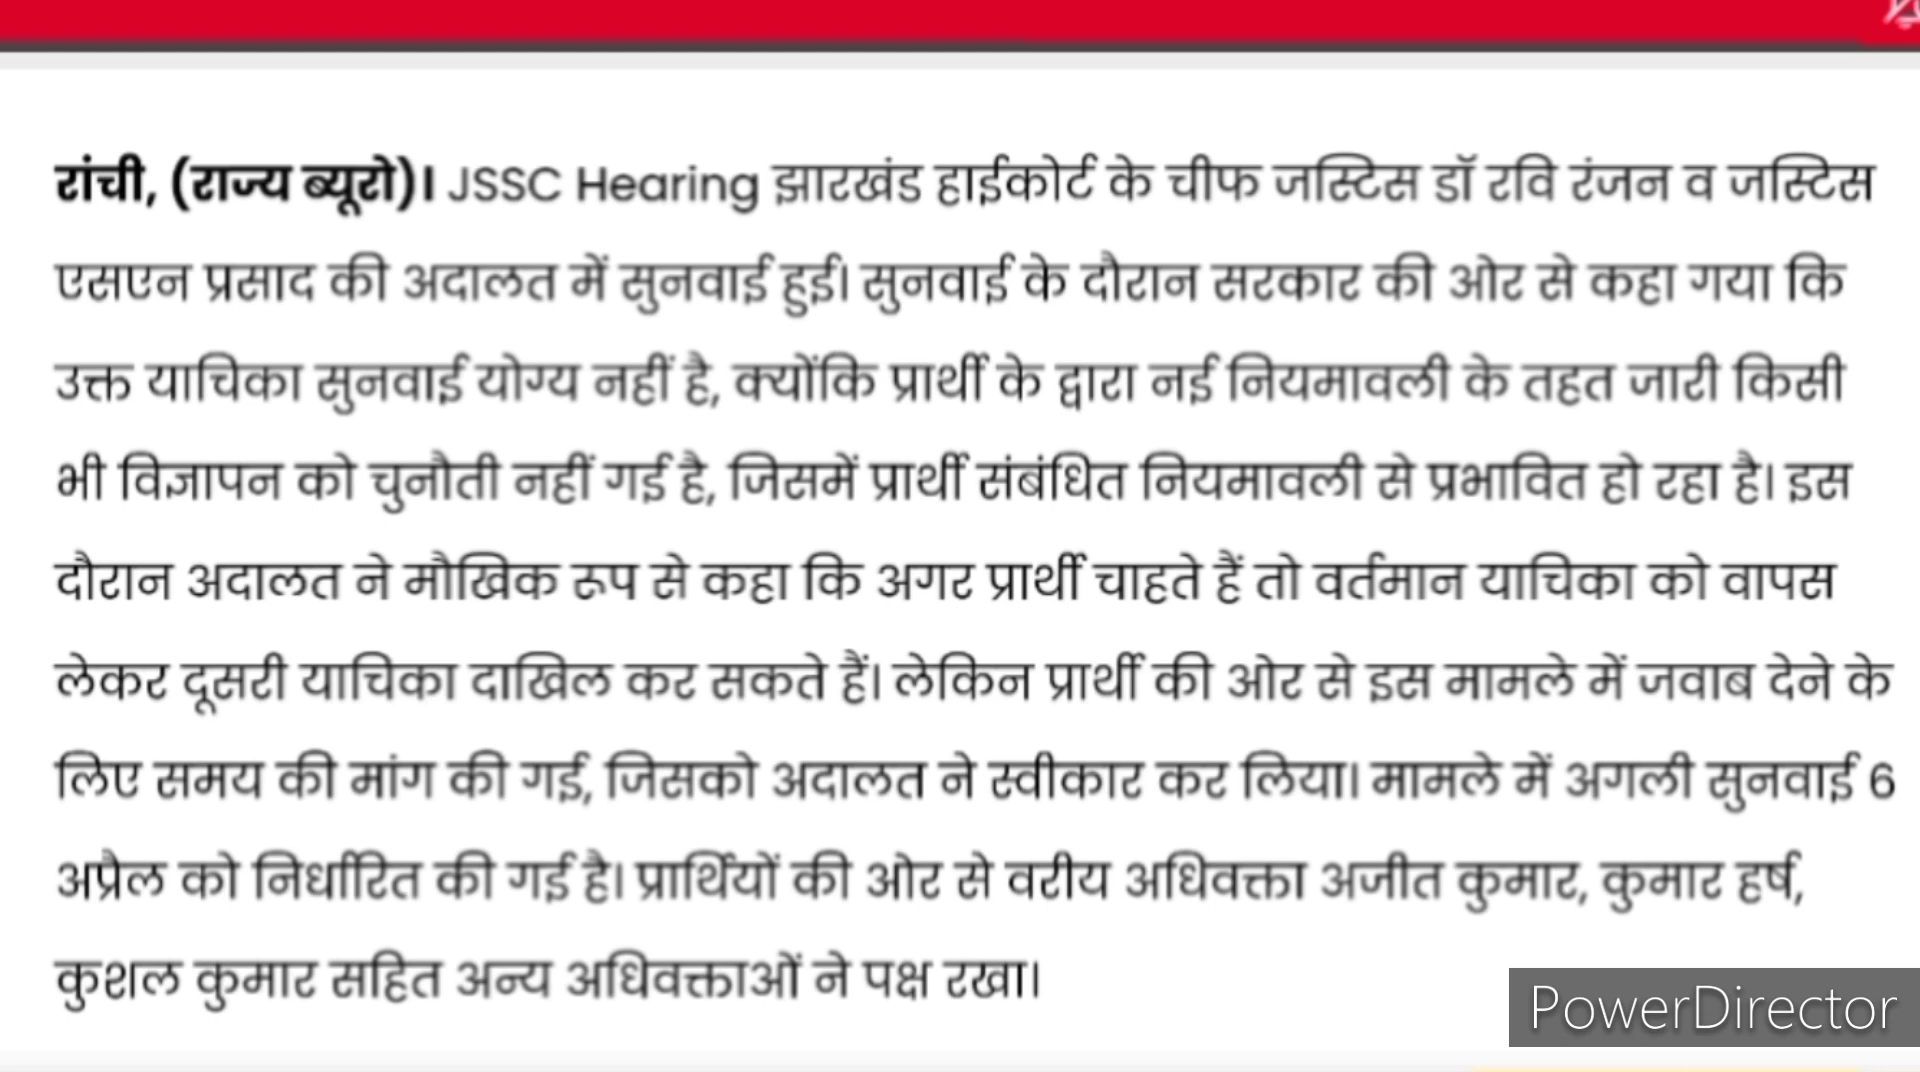 रांची, (राज्य ब्यूरो)। JSSC Hearing झारखंड हाईकोर्ट के चीफ जस्टिस डॉ रवि रंजन व जस्टिस
एसएन प्रसाद की अदालत में सुनवाई हुई। सुनवाई के दौरान सरकार की ओर से कहा गया कि
उक्त याचिका सुनवाई योग्य नहीं है, क्योंकि प्रार्थी के द्वारा नई नियमावली के तहत जारी किसी
भी विज्ञापन को चुनौती नहीं गई है, जिसमें प्रार्थी संबंधित नियमावली से प्रभावित हो रहा है। इस
दौरान अदालत ने मौखिक रूप से कहा कि अगर प्रार्थी चाहते हैं तो वर्तमान याचिका को वापस
लेकर दूसरी याचिका दाखिल कर सकते हैं। लेकिन प्रार्थी की ओर से इस मामले में जवाब देने के
लिए समय की मांग की गई, जिसको अदालत ने स्वीकार कर लिया। मामले में अगली सुनवाई 6
अप्रैल को निर्धारित की गई है। प्रार्थियों की ओर से वरीय अधिवक्ता अजीत कुमार, कुमार हर्ष,
कुशल कुमार सहित अन्य अधिवक्ताओं ने पक्ष रखा।
PowerDirector